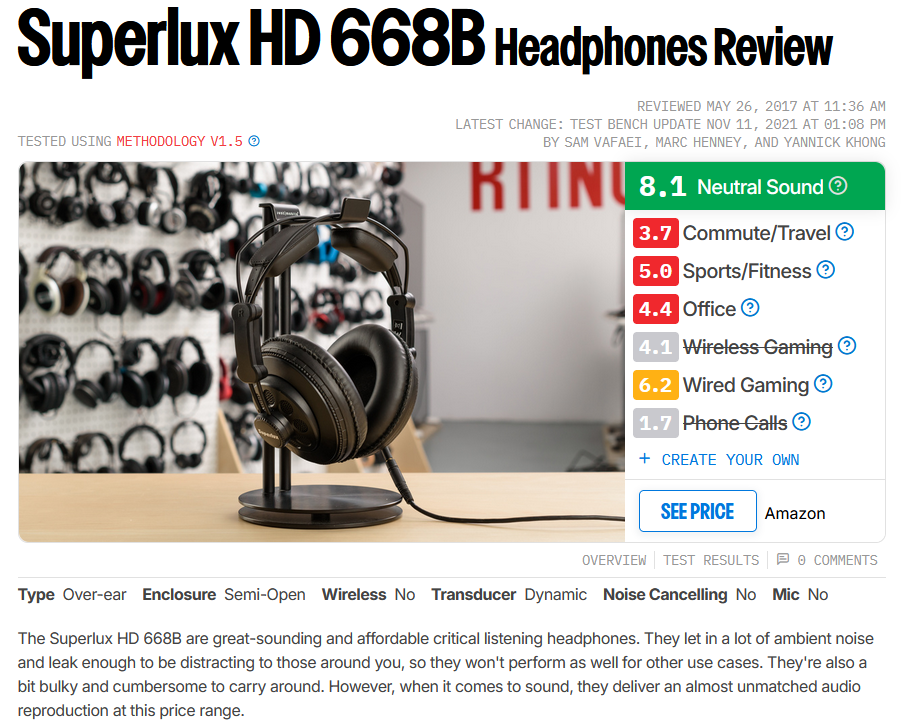 Superlux HD 668B Headphones Review
REVIEWED MAY 26, 2017 AT 11:36 AM
LATEST CHANGE: TEST BENCH UPDATE NOV 11, 2021 AT 01:08 PM
TESTED USING METHODOLOGY V1.5
BY SAM VAFAEI, MARC HENNEY, AND YANNICK KHONG
RTIN
Superlux
8.1 Neutral Sound
3.7 Commute/Travel
5.0 Sports/Fitness
4.4 Office
4.1 Wireless Gaming
6.2 Wired Gaming
1.7 Phone Calls
+ CREATE YOUR OWN
SEE PRICE Amazon
OVERVIEW TEST RESULTS 0 COMMENTS
Type Over-ear Enclosure Semi-Open Wireless No Transducer Dynamic Noise Cancelling No Mic No
The Superlux HD 668B are great-sounding and affordable critical listening headphones. They let in a lot of ambient noise
and leak enough to be distracting to those around you, so they won't perform as well for other use cases. They're also a
bit bulky and cumbersome to carry around. However, when it comes to sound, they deliver an almost unmatched audio
reproduction at this price range.